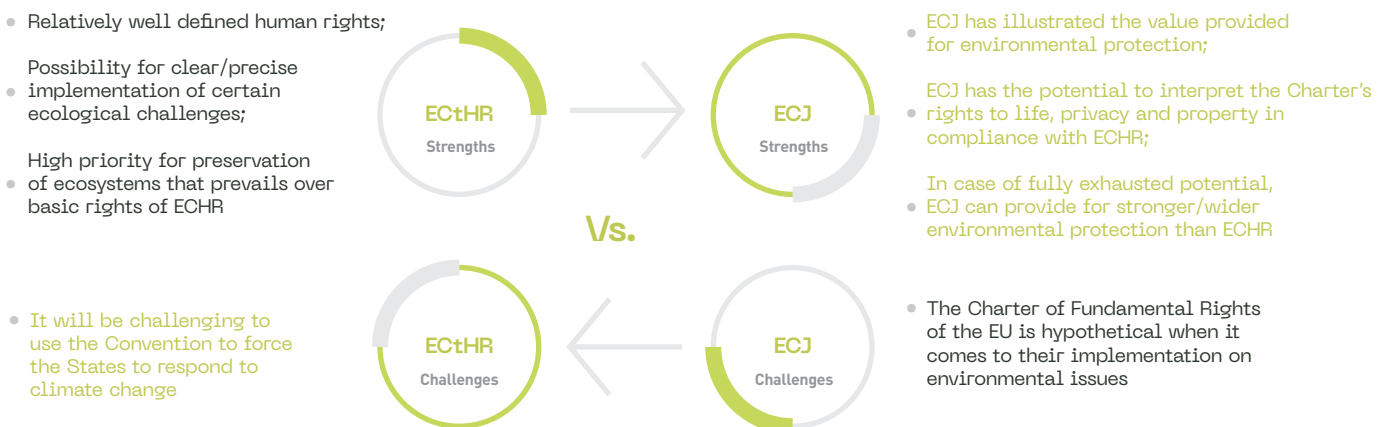 Relatively well defined human rights;
Possibility for clear/precise
implementation of certain
ecological challenges;
High priority for preservation
of ecosystems that prevails over
basic rights of ECHR
ECtHR
Strengths
ECJ
Strengths
ECJ has illustrated the value provided
for environmental protection;
ECJ has the potential to interpret the Charter's
rights to life, privacy and property in
compliance with ECHR;
In case of fully exhausted potential,
ECJ can provide for stronger/wider
environmental protection than ECHR
Vs.
It will be challenging to
use the Convention to force
the States to respond to
climate change
ECtHR
Challenges
ECJ
Challenges
The Charter of Fundamental Rights
of the EU is hypothetical when it
comes to their implementation on
environmental issues